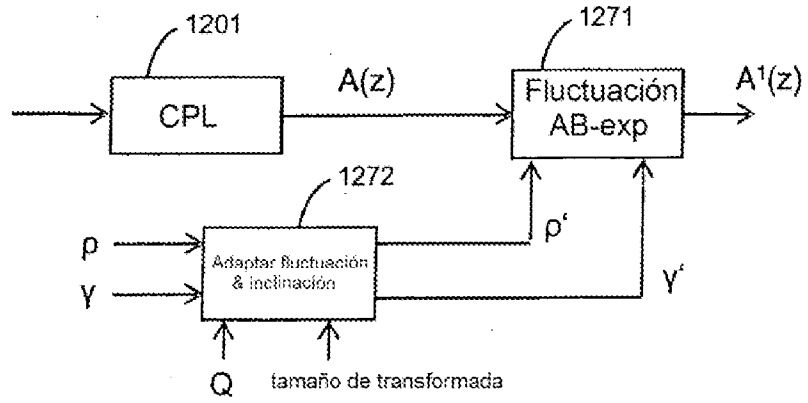 1201
CPL
A(z)
1271
Fluctuación
AB-exp
A¹(z)
1272
ρ
γ
Adaptar fluctuación
& inclinación
ρ‘
γ‘
Q
tamaño de transformada